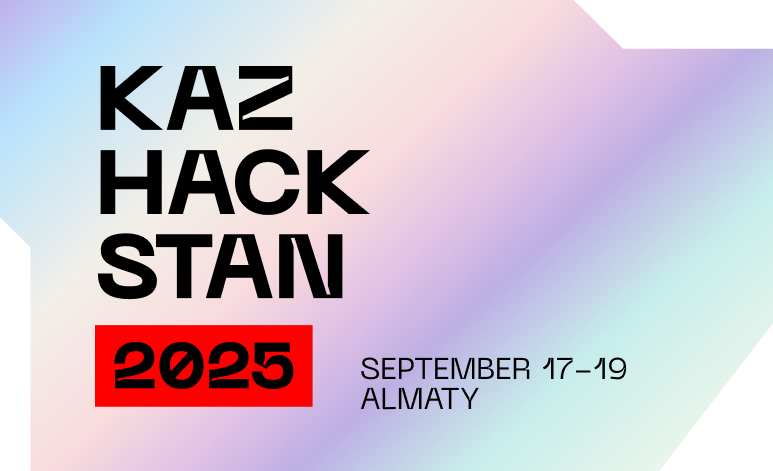 KAZ
HACK
STAN
2025
SEPTEMBER 17–19
ALMATY